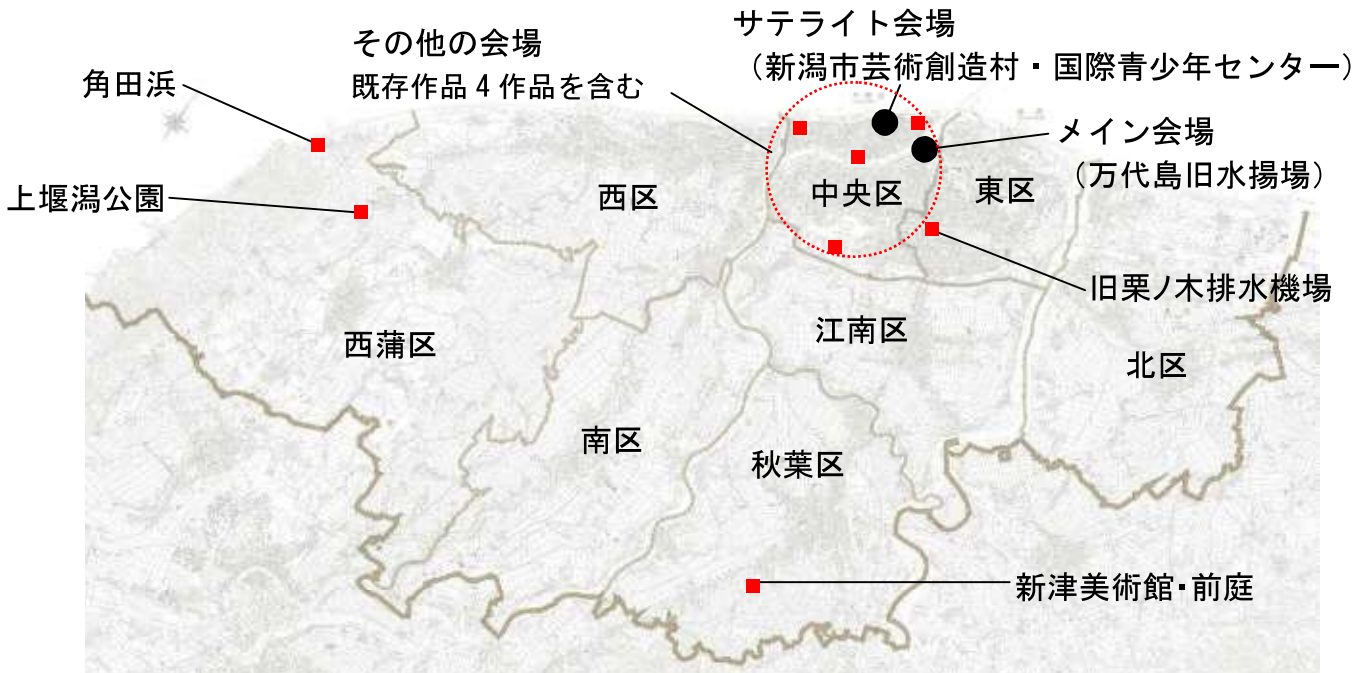 サテライト会場
（新潟市芸術創造村・国際青少年センター）
その他の会場
既存作品 4 作品を含む
角田浜
メイン会場
（万代島旧水揚場）
上堰潟公園
西区
中央区
東区
旧栗ノ木排水機場
西蒲区
江南区
北区
南区
秋葉区
新津美術館・前庭